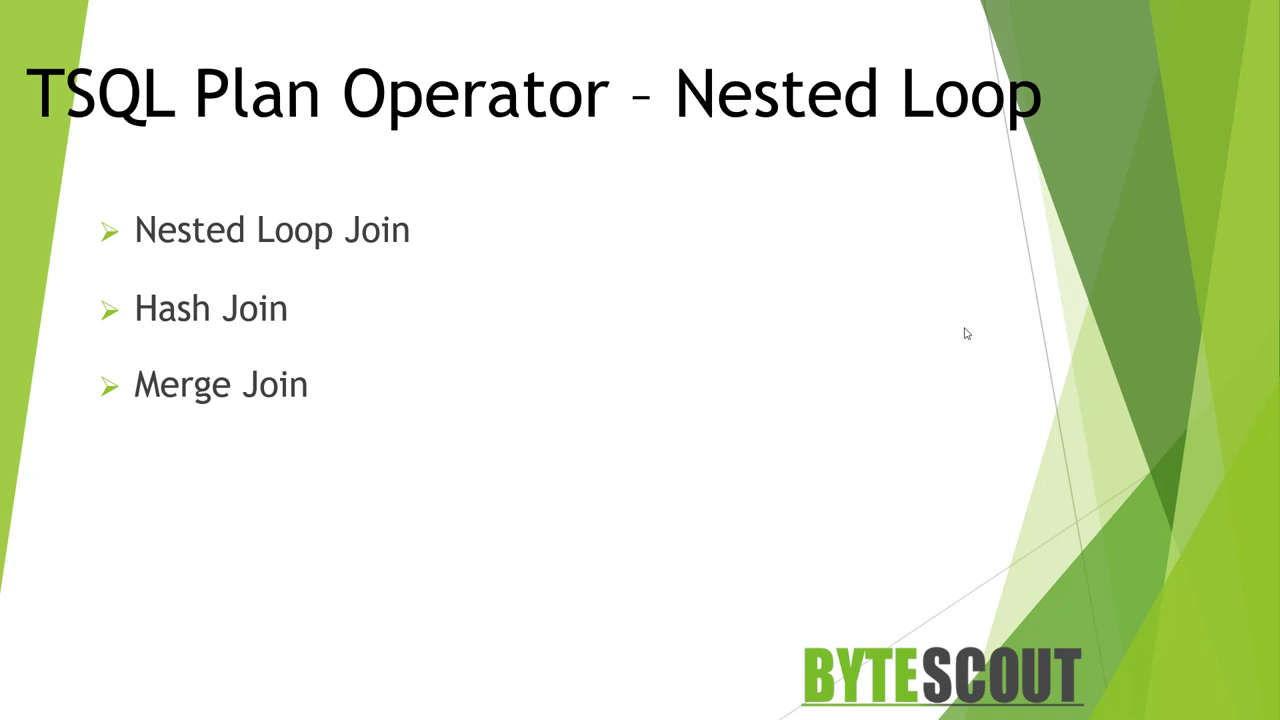 TSQL Plan Operator – Nested Loop
Nested Loop Join
Hash Join
Merge Join
BYTESCOUT